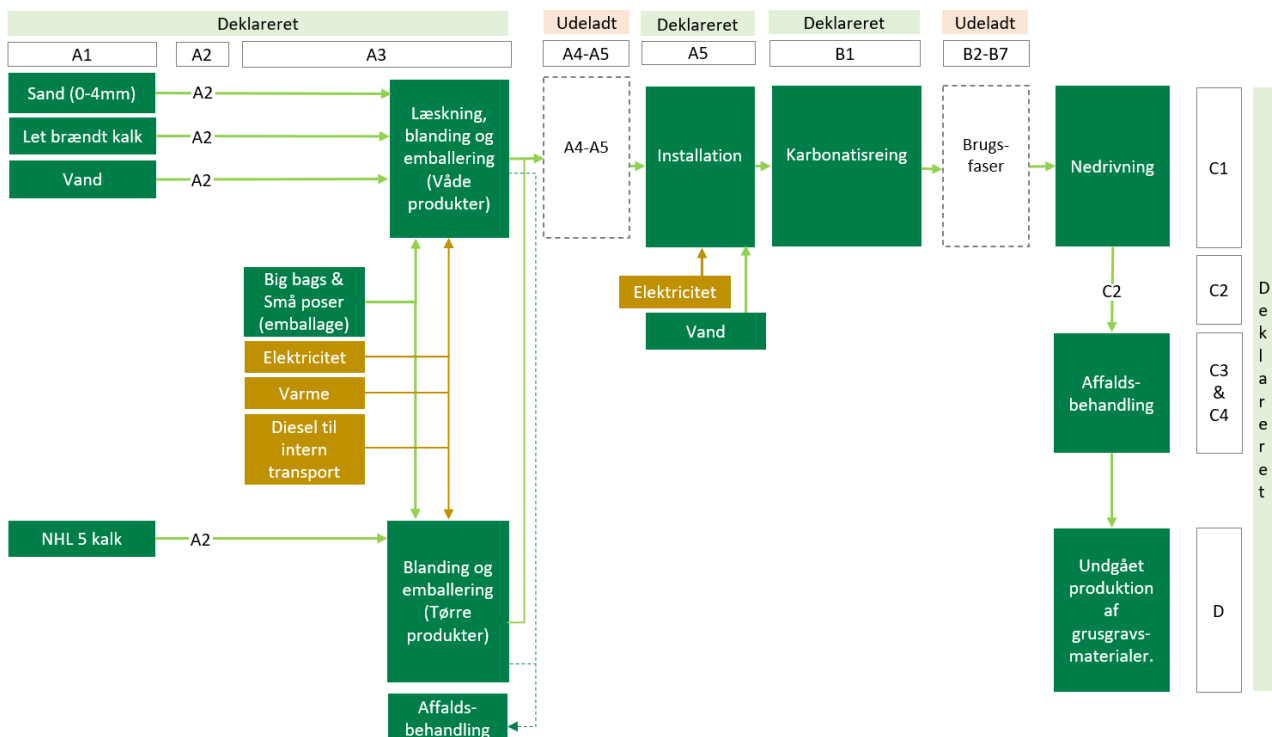 Deklareret
Udeladt
Deklareret
Deklareret
Udeladt
A1
A2
A3
A4-A5
A5
B1
B2-B7
Sand (0-4mm)
A2
Let brændt kalk
A2
Vand
A2
Læskning,
blanding og
emballering
(Våde
produkter)
A4-A5
Installation
Karbonatisreing
Brugs-
faser
Nedrivning
C1
Big bags &
Små poser
(emballage)
Elektricitet
Varme
Diesel til
intern
transport
Elektricitet
Vand
C2
C2
Affalds-
behandling
C3
&
C4
Deklareret
NHL 5 kalk
A2
Blanding og
emballering
(Tørre
produkter)
Undgået
produktion
af
grusgravs-
materialer.
D
Affalds-
behandling